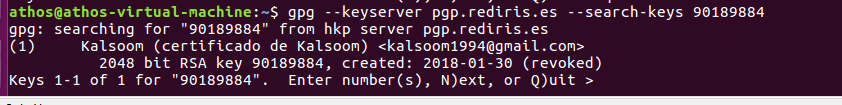 athos@athos-virtual-machine:~$ gpg --keyserver pgp.rediris.es --search-keys 90189884
gpg: searching for "90189884" from hkp server pgp.rediris.es
(1) Kalsoom (certificado de Kalsoom) <kalsoom1994@gmail.com>
2048 bit RSA key 90189884, created: 2018-01-30 (revoked)
Keys 1-1 of 1 for "90189884". Enter number(s), N)ext, or Q)uit >